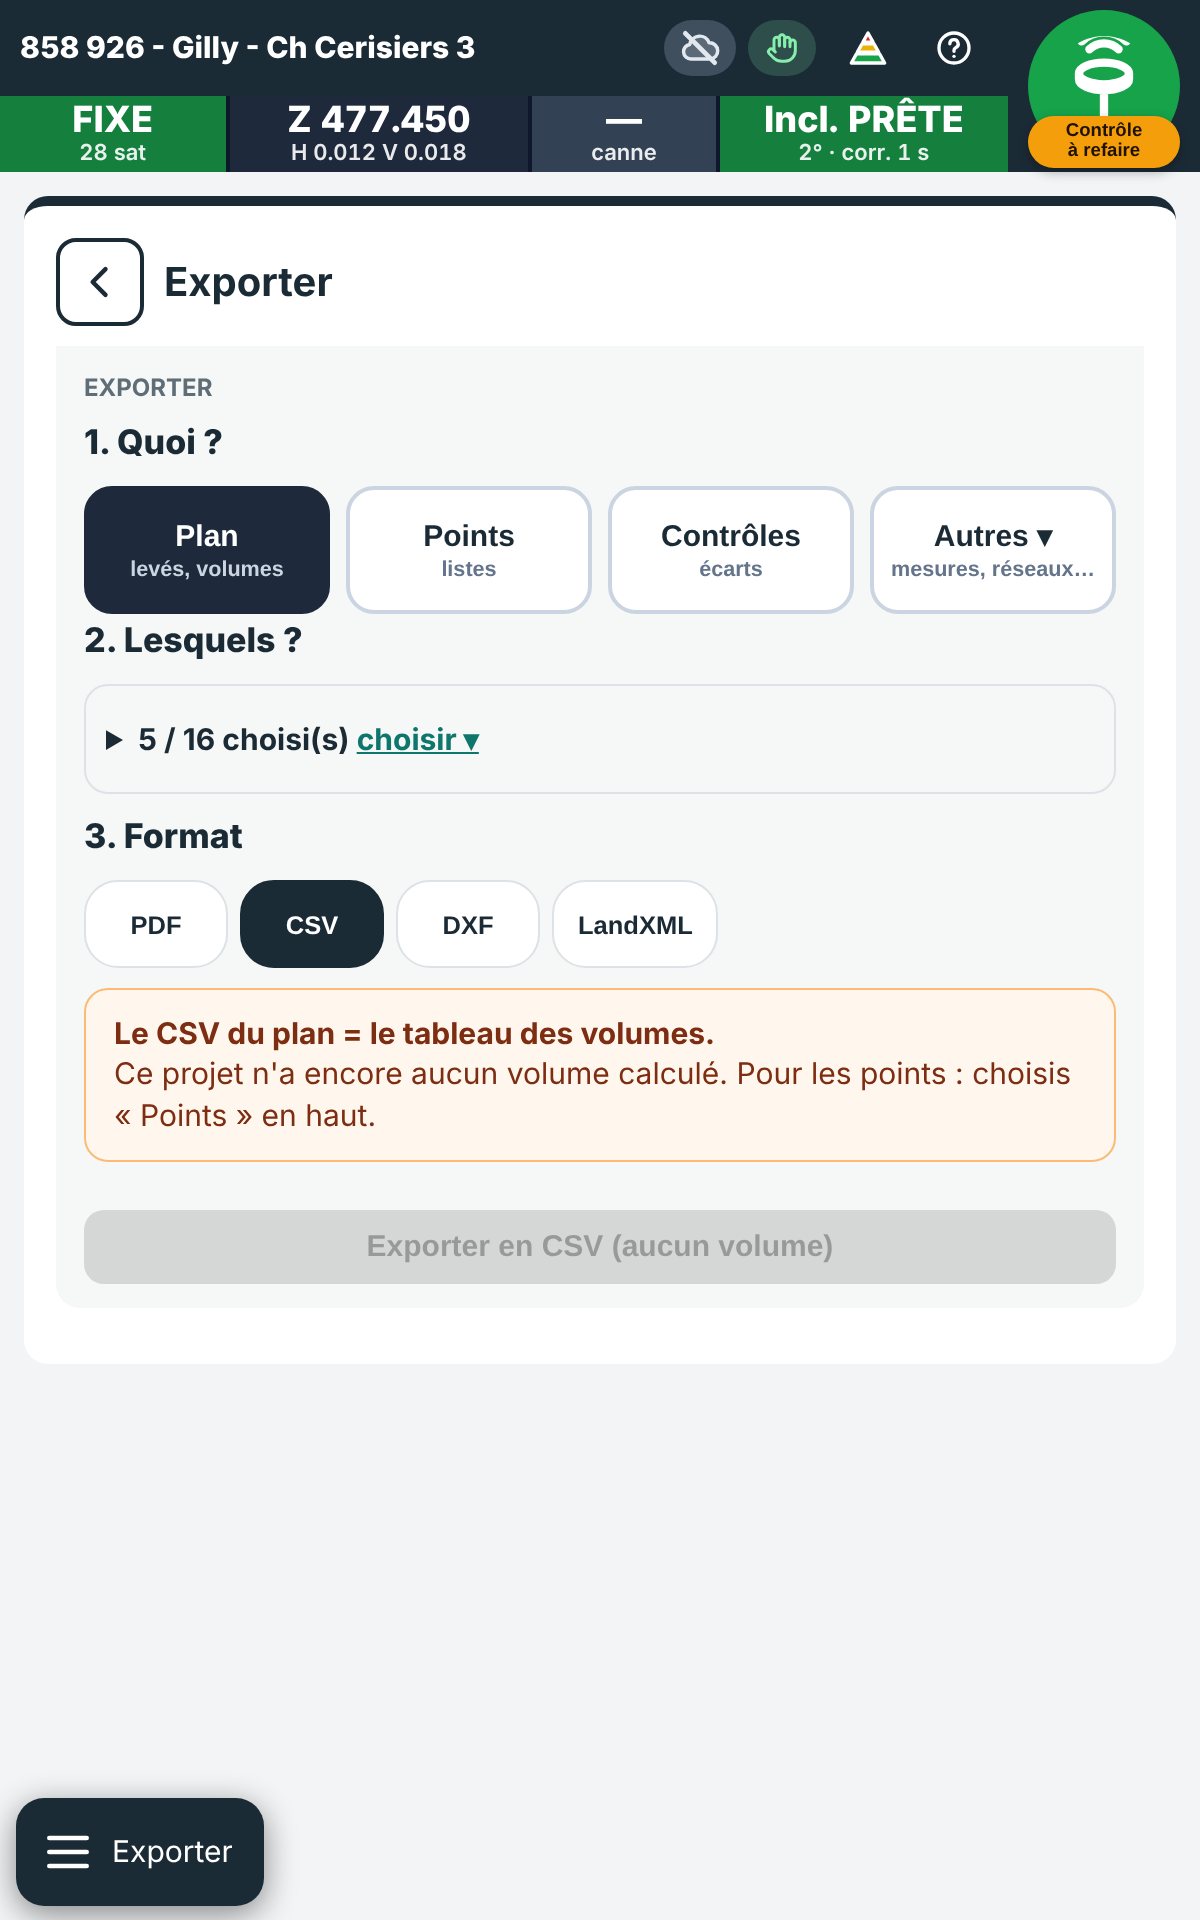 858 926 - Gilly - Ch Cerisiers 3
FIXE
28 sat
Z 477.450
H 0.012 V 0.018
—
canne
Incl. PRÊTE
2° · corr. 1 s
Contrôle
à refaire
Exporter
EXPORTER
1. Quoi ?
Plan
levés, volumes
Points
listes
Contrôles
écarts
Autres ▾
mesures, réseaux...
2. Lesquels ?
▶ 5 / 16 choisi(s) choisir ▾
3. Format
PDF
CSV
DXF
LandXML
Le CSV du plan = le tableau des volumes.
Ce projet n'a encore aucun volume calculé. Pour les points : choisis
« Points » en haut.
Exporter en CSV (aucun volume)
Exporter